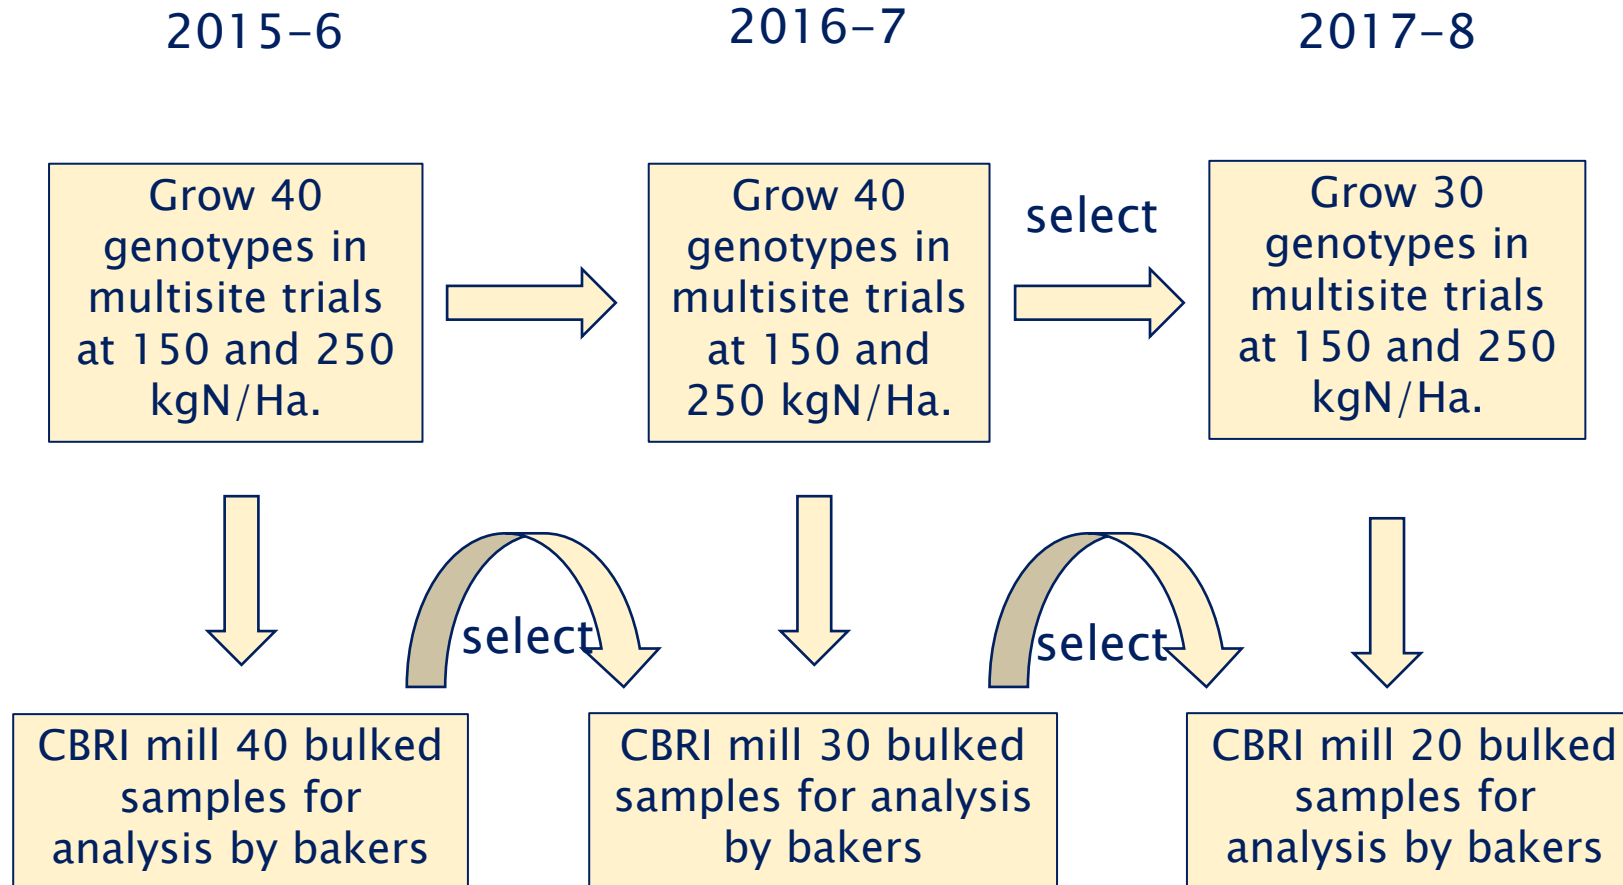 2015-6
2016-7
2017-8
Grow 40
genotypes in
multisite trials
at 150 and 250
kgN/Ha.
Grow 40
genotypes in
multisite trials
at 150 and
250 kgN/Ha.
select
Grow 30
genotypes in
multisite trials
at 150 and 250
kgN/Ha.
select
select
CBRI mill 40 bulked
samples for
analysis by bakers
CBRI mill 30 bulked
samples for analysis
by bakers
CBRI mill 20 bulked
samples for
analysis by bakers